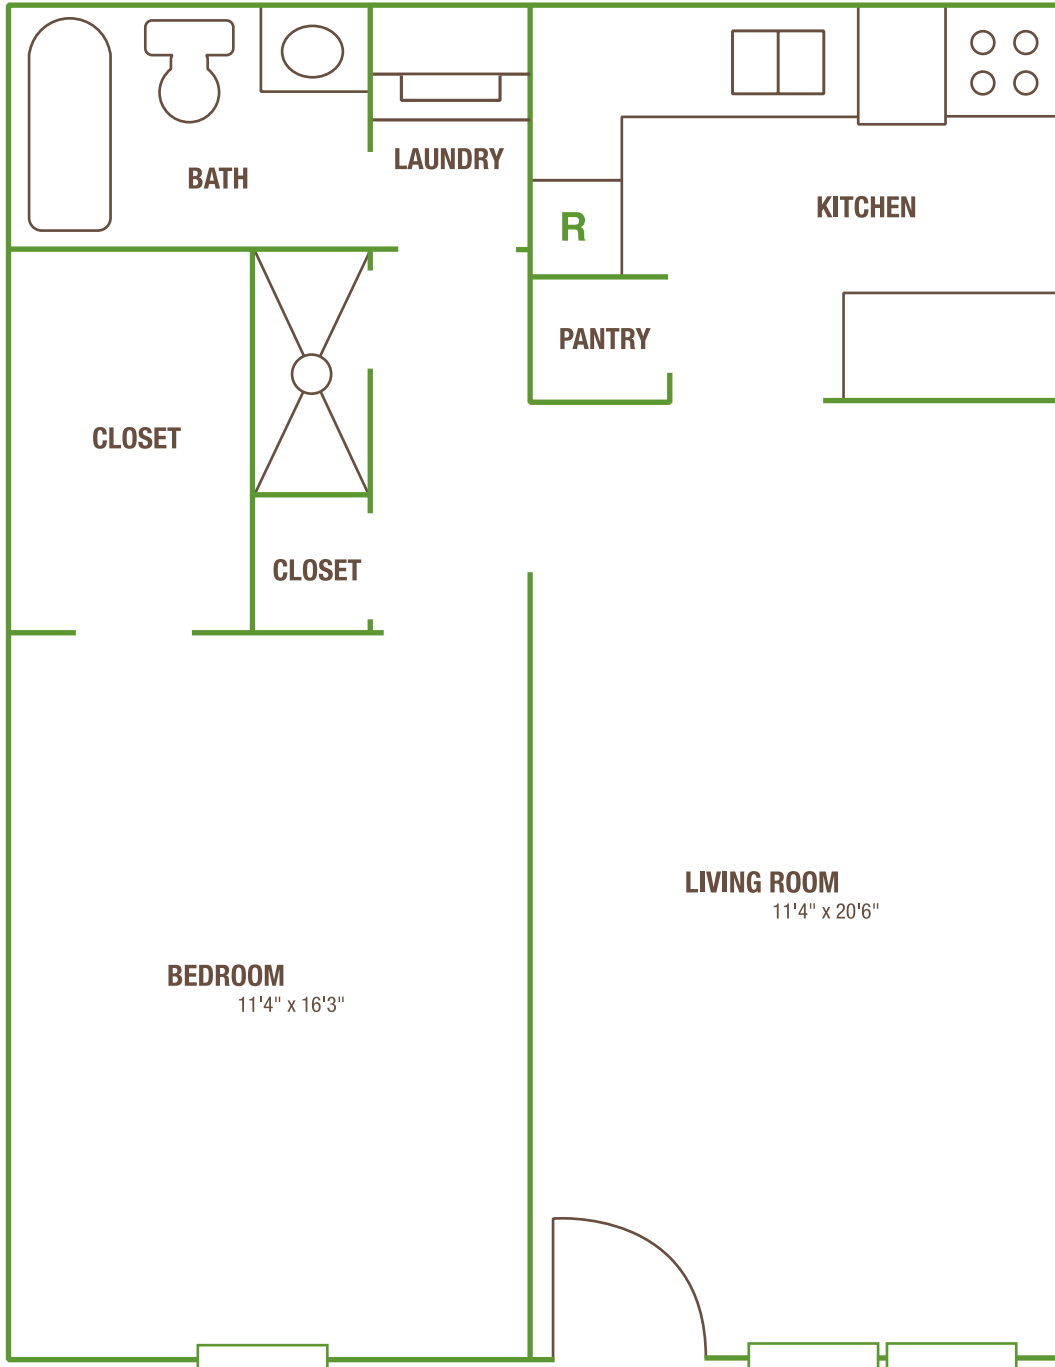 BATH
LAUNDRY
KITCHEN
R
PANTRY
CLOSET
CLOSET
LIVING ROOM
11'4" x 20'6"
BEDROOM
11'4" x 16'3"